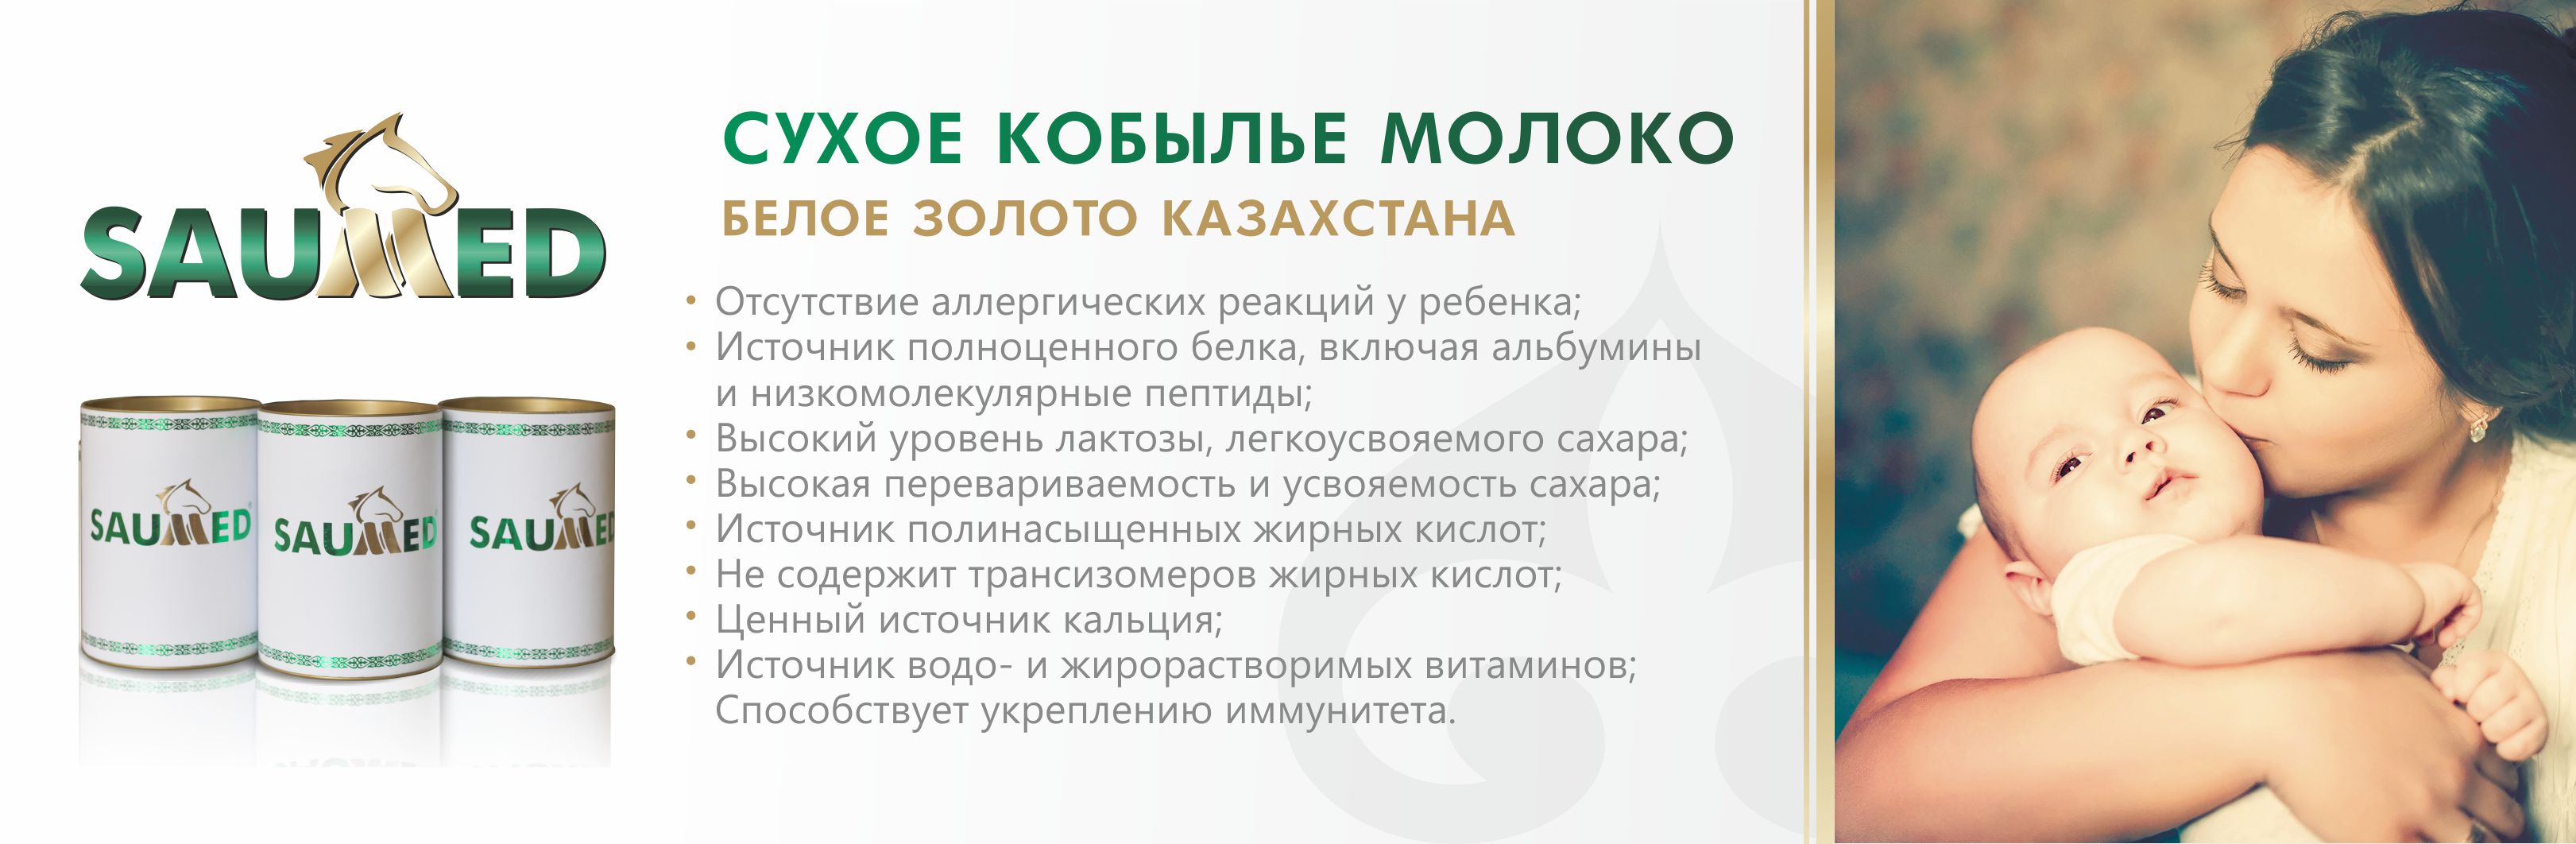 SAUMED
СУХОЕ КОБЫЛЬЕ МОЛОКО
БЕЛОЕ ЗОЛОТО КАЗАХСТАНА
• Отсутствие аллергических реакций у ребенка;
• Источник полноценного белка, включая альбумины
и низкомолекулярные пептиды;
• Высокий уровень лактозы, легкоусвояемого сахара;
• Высокая перевариваемость и усвояемость сахара;
• Источник полинасыщенных жирных кислот;
• Не содержит трансизомеров жирных кислот;
• Ценный источник кальция;
• Источник водо- и жирорастворимых витаминов;
Способствует укреплению иммунитета.
SAUMED
SAUMED
SAUMED